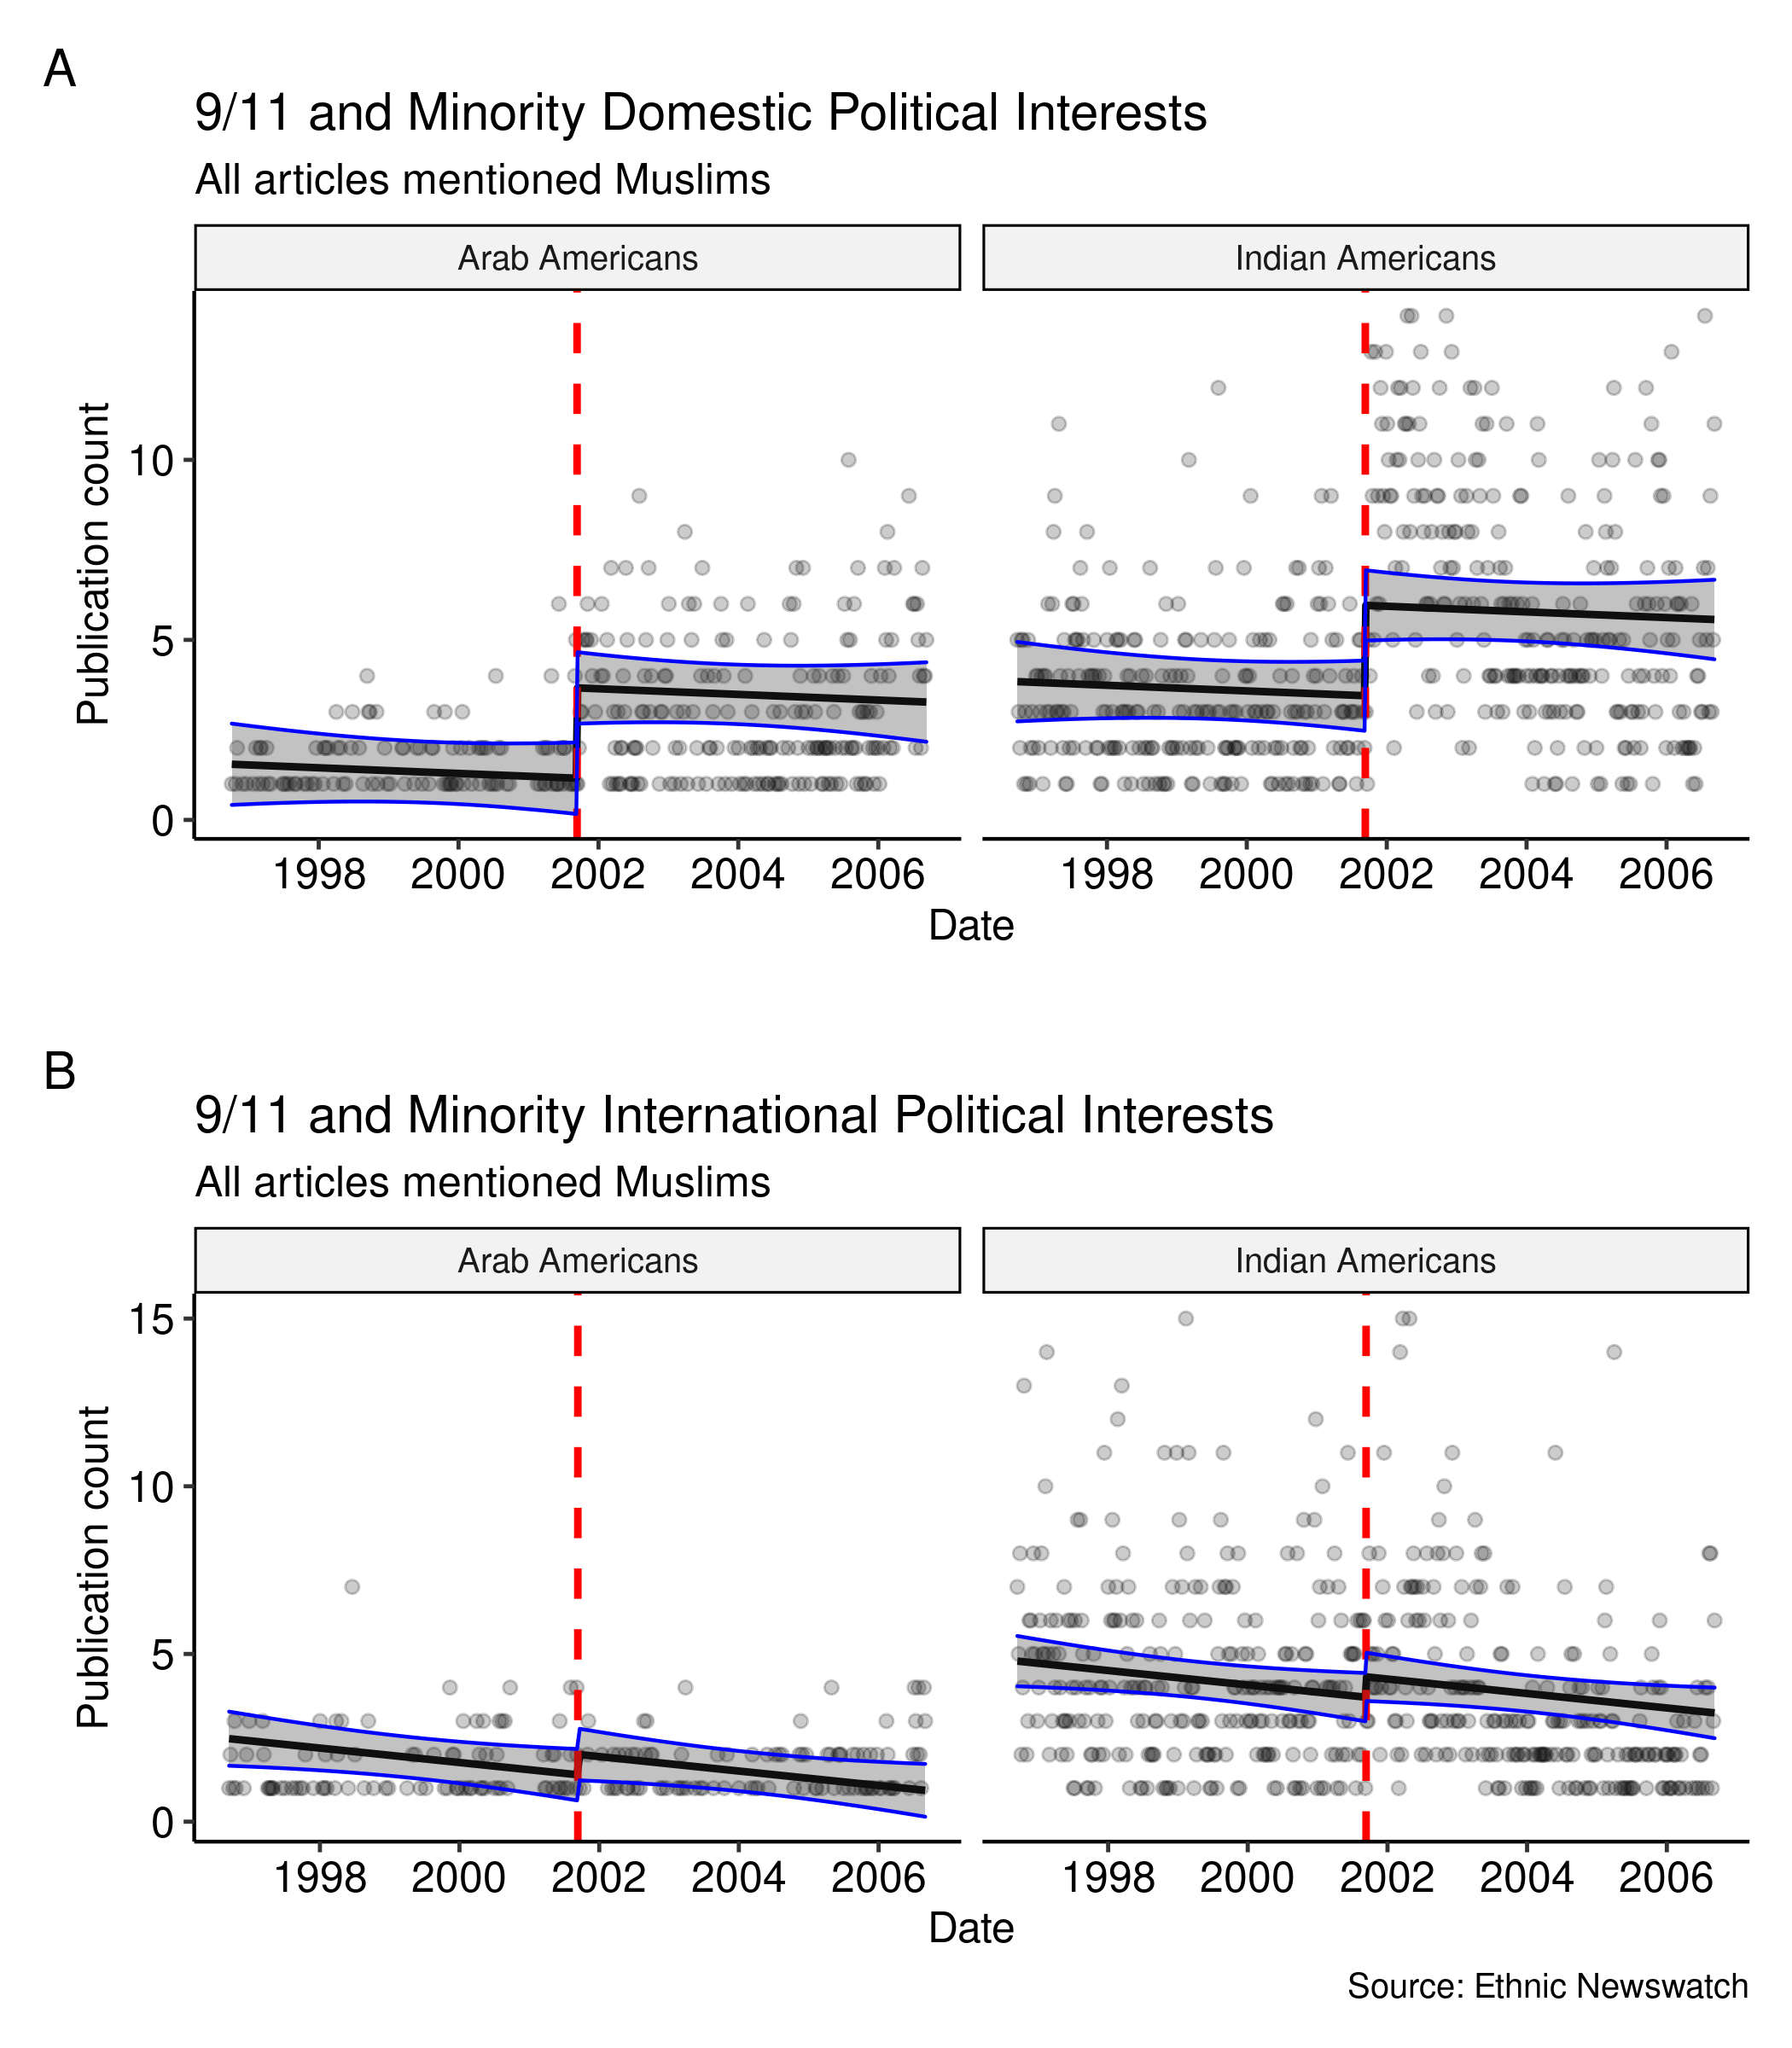 A
9/11 and Minority Domestic Political Interests
All articles mentioned Muslims
Arab Americans
Indian Americans
Publication count
10
5
0
1998 2000 2002 2004 2006
1998 2000 2002 2004 2006
Date
B
9/11 and Minority International Political Interests
All articles mentioned Muslims
Arab Americans
Indian Americans
Publication count
15
10
5
0
1998 2000 2002 2004 2006
1998 2000 2002 2004 2006
Date
Source: Ethnic Newswatch